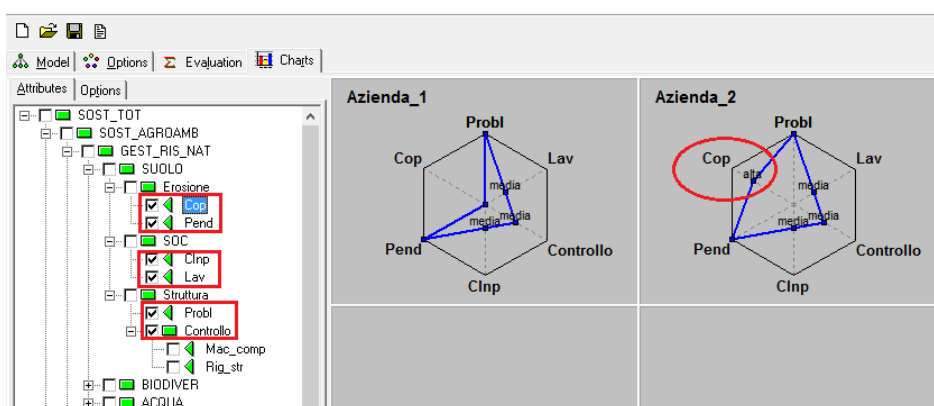 Model Options Evaluation Charts
Attributes Options
SOST_TOT
SOST_AGROAMB
GEST_RIS_NAT
SUOLO
Erosione
Cop
Pend
SOC
CInp
Lav
Struttura
Probl
Controllo
Mac_comp
Rig_str
BIODIVER
ACQUA
Azienda_1
Probl
Cop
Lav
media
media
media
Pend
Controllo
CInp
Azienda_2
Probl
Cop
Lav
alta
media
media
media
Pend
Controllo
CInp